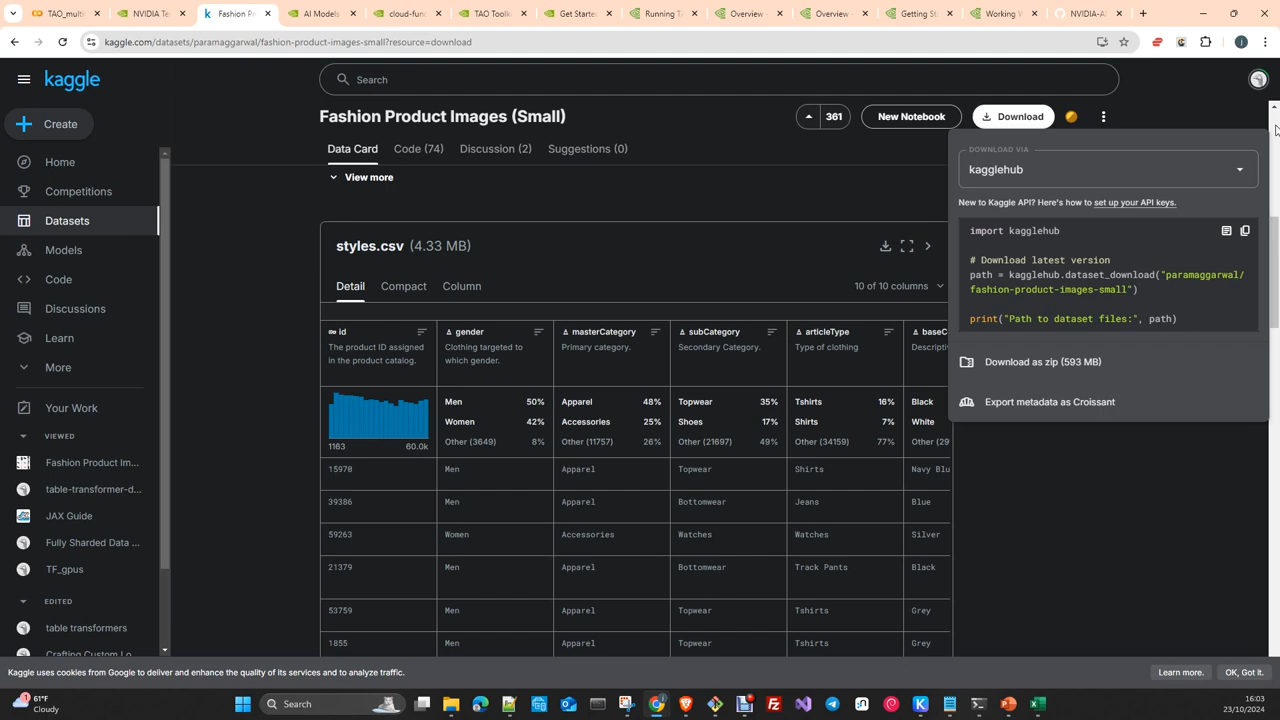 TAO_multi
NVIDIA Te
Fashion Pr
AI Models
cloud-func
TAO Toolki
Get Starte
Running TA
Overview -
Overview -
Getting St
Working W
NVIDIA-AI
kaggle.com/datasets/paramaggarwal/fashion-product-images-small?resource=download
kaggle
Search
Create
Home
Competitions
Datasets
Models
Code
Discussions
Learn
More
Your Work
VIEWED
Fashion Product Im...
table-transformer-d...
JAX Guide
Fully Sharded Data ...
TF_gpus
EDITED
table transformers
Crafting Custom Lo
Fashion Product Images (Small)
361
New Notebook
Download
Data Card
Code (74)
Discussion (2)
Suggestions (0)
View more
styles.csv (4.33 MB)
Detail
Compact
Column
10 of 10 columns
id
The product ID assigned
in the product catalog.
gender
Clothing targeted to
which gender.
masterCategory
Primary category.
subCategory
Secondary Category.
articleType
Type of clothing
baseC
Descripti
1163 60.0k
Men 50%
Women 42%
Other (3649) 8%
Apparel 48%
Accessories 25%
Other (11757) 26%
Topwear 35%
Shoes 17%
Other (21697) 49%
Tshirts 16%
Shirts 7%
Other (34159) 77%
Black
White
Other (29
15970 Men Apparel Topwear Shirts Navy Blu
39386 Men Apparel Bottomwear Jeans Blue
59263 Women Accessories Watches Watches Silver
21379 Men Apparel Bottomwear Track Pants Black
53759 Men Apparel Topwear Tshirts Grey
1855 Men Apparel Topwear Tshirts Grey
DOWNLOAD VIA
kagglehub
New to Kaggle API? Here's how to set up your API keys.
import kagglehub
# Download latest version
path = kagglehub.dataset_download("paramaggarwal/
fashion-product-images-small")
print("Path to dataset files:", path)
Download as zip (593 MB)
Export metadata as Croissant
Kaggle uses cookies from Google to deliver and enhance the quality of its services and to analyze traffic.
Learn more.
OK, Got it.
1
61°F
Cloudy
Search
16:03
23/10/2024